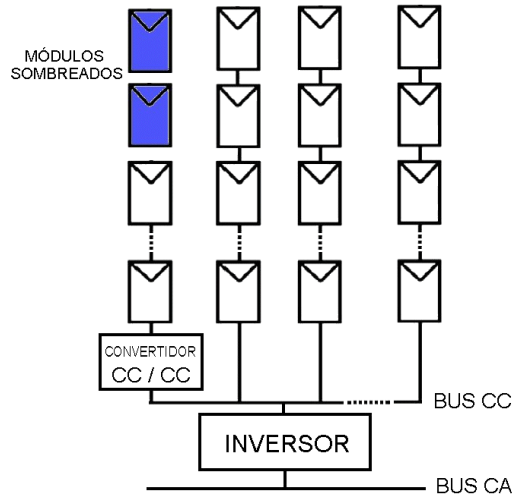 MÓDULOS
SOMBREADOS
CONVERTIDOR
CC / CC
BUS CC
INVERSOR
BUS CA